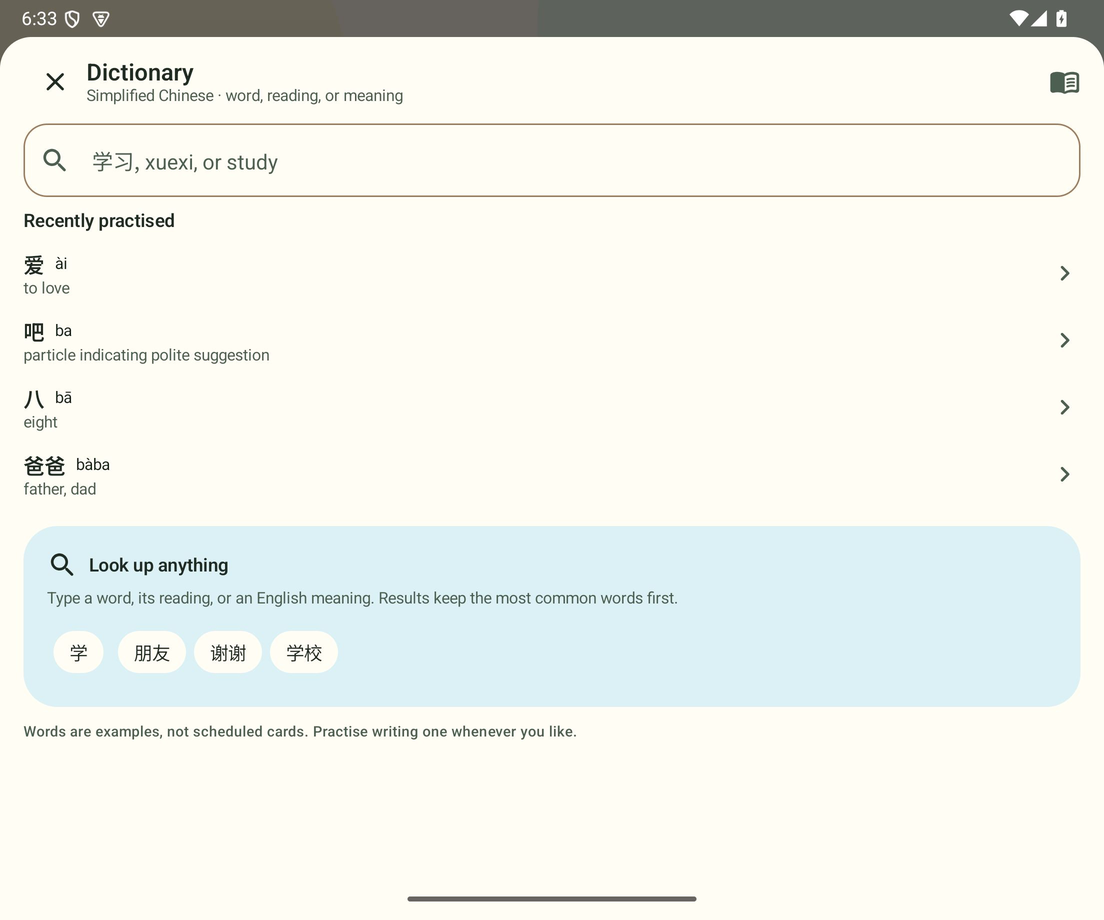 6:33
Dictionary
Simplified Chinese · word, reading, or meaning
学习, xuexi, or study
Recently practised
爱 ài
to love
吧 ba
particle indicating polite suggestion
八 bā
eight
爸爸 bàba
father, dad
Look up anything
Type a word, its reading, or an English meaning. Results keep the most common words first.
学 朋友 谢谢 学校
Words are examples, not scheduled cards. Practise writing one whenever you like.